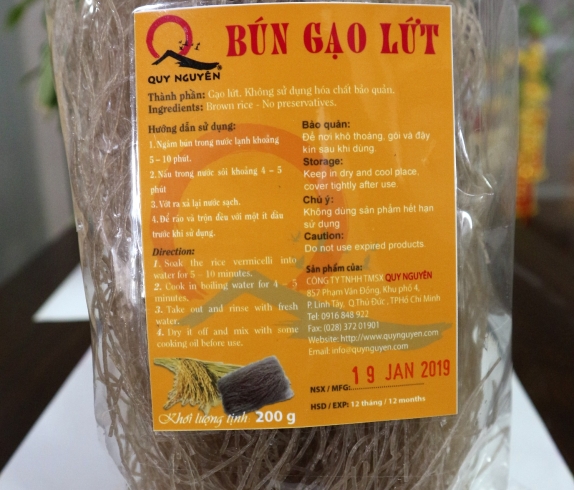 BÚN GẠO LỨT
QUY NGUYÊN®
Thành phần: Gạo lứt. Không sử dụng hóa chất bảo quản.
Ingredients: Brown rice - No preservatives.
Hướng dẫn sử dụng:
1. Ngâm bún trong nước lạnh khoảng
5 – 10 phút.
2. Nấu trong nước sôi khoảng 4 – 5
phút
3. Vớt ra xả lại nước sạch.
4. Để ráo và trộn đều với một ít dầu
trước khi sử dụng.
Direction:
1. Soak the rice vermicelli into
water for 5 - 10 minutes.
2. Cook in boiling water for 4 - 5
minutes.
3. Take out and rinse with fresh
water.
4. Dry it off and mix with some
cooking oil before use.
Khối lượng tịnh 200 g
Bảo quản:
Để nơi khô thoáng, gói và đậy
kín sau khi dùng.
Storage:
Keep in dry and cool place,
cover tightly after use.
Chú ý:
Không dùng sản phẩm hết hạn
sử dụng
Caution:
Do not use expired products.
Sản phẩm của:
CÔNG TY TNHH TMSX QUY NGUYÊN
857 Phạm Văn Đồng, Khu phố 4,
P. Linh Tây, Q.Thủ Đức, TPHồ Chí Minh
Tel: 0916 848 922
Fax: (028) 372 01901
Website: http://www.quynguyen.com
Email: info@quynguyen.com
NSX / MFG: 19 JAN 2019
HSD / EXP: 12 tháng / 12 months